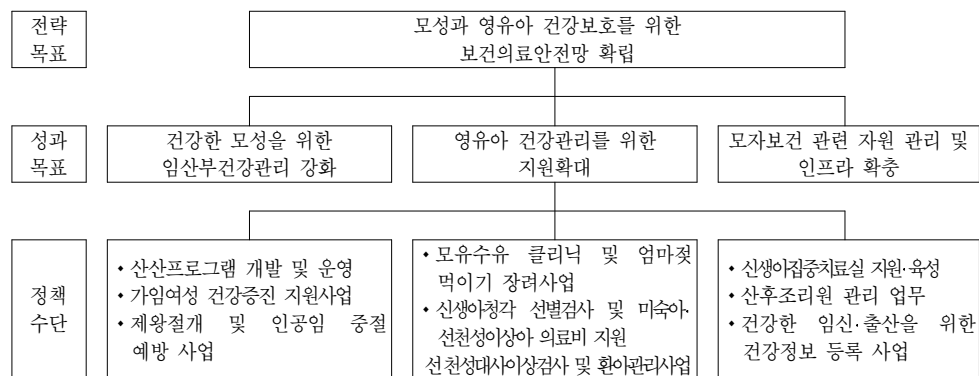 전략
목표
모성과 영유아 건강보호를 위한
보건의료안전망 확립
성과
목표
건강한 모성을 위한
임산부건강관리 강화
영유아 건강관리를 위한
지원확대
모자보건 관련 자원 관리 및
인프라 확충
정책
수단
• 산산프로그램 개발 및 운영
• 가임여성 건강증진 지원사업
• 제왕절개 및 인공임 중절
예방 사업
• 모유수유 클리닉 및 엄마젖
먹이기 장려사업
• 신생아청각 선별검사 및 미숙아·
선천성이상아 의료비 지원
선천성대사이상검사 및 환아관리사업
• 신생아집중치료실 지원·육성
• 산후조리원 관리 업무
• 건강한 임신·출산을 위한
건강정보 등록 사업